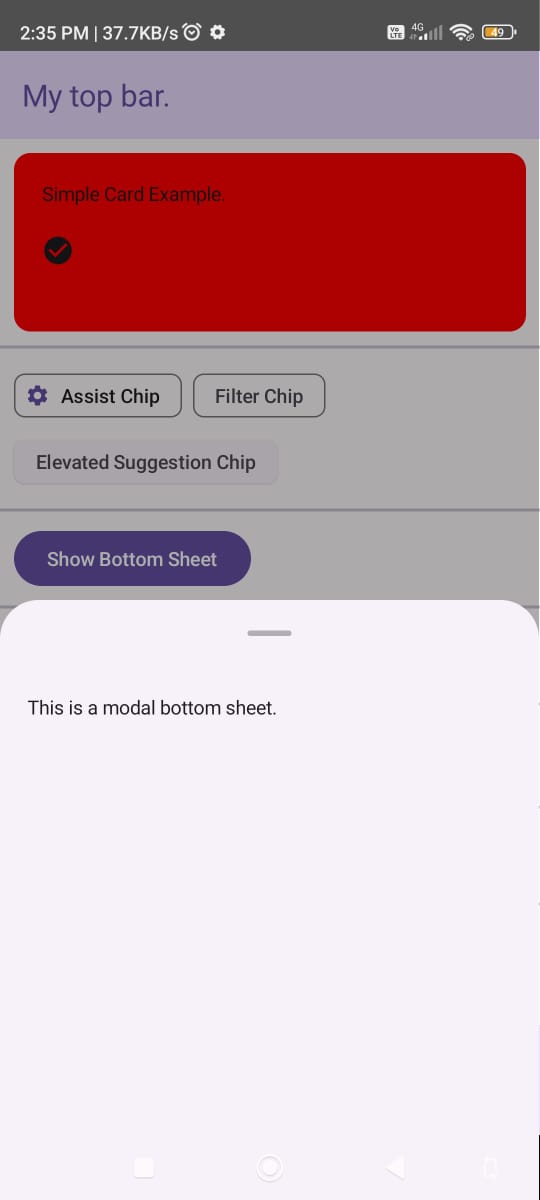 2:35 PM | 37.7KB/s Vo LTE 4G 49
My top bar.
Simple Card Example.
Assist Chip Filter Chip
Elevated Suggestion Chip
Show Bottom Sheet
This is a modal bottom sheet.